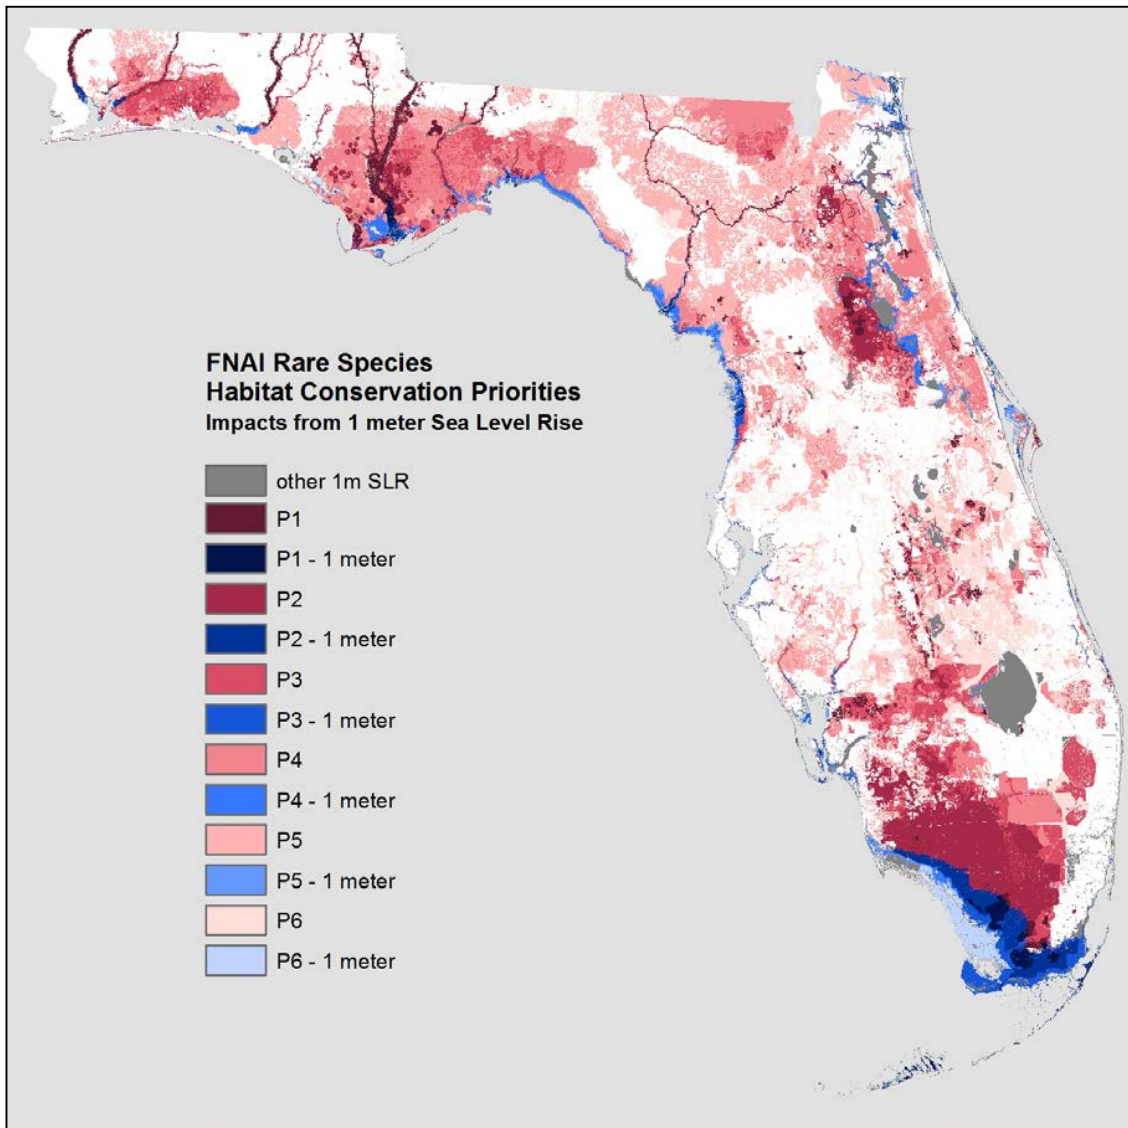 FNAI Rare Species
Habitat Conservation Priorities
Impacts from 1 meter Sea Level Rise
other 1m SLR
P1
P1 - 1 meter
P2
P2 - 1 meter
P3
P3 - 1 meter
P4
P4 - 1 meter
P5
P5 - 1 meter
P6
P6 - 1 meter